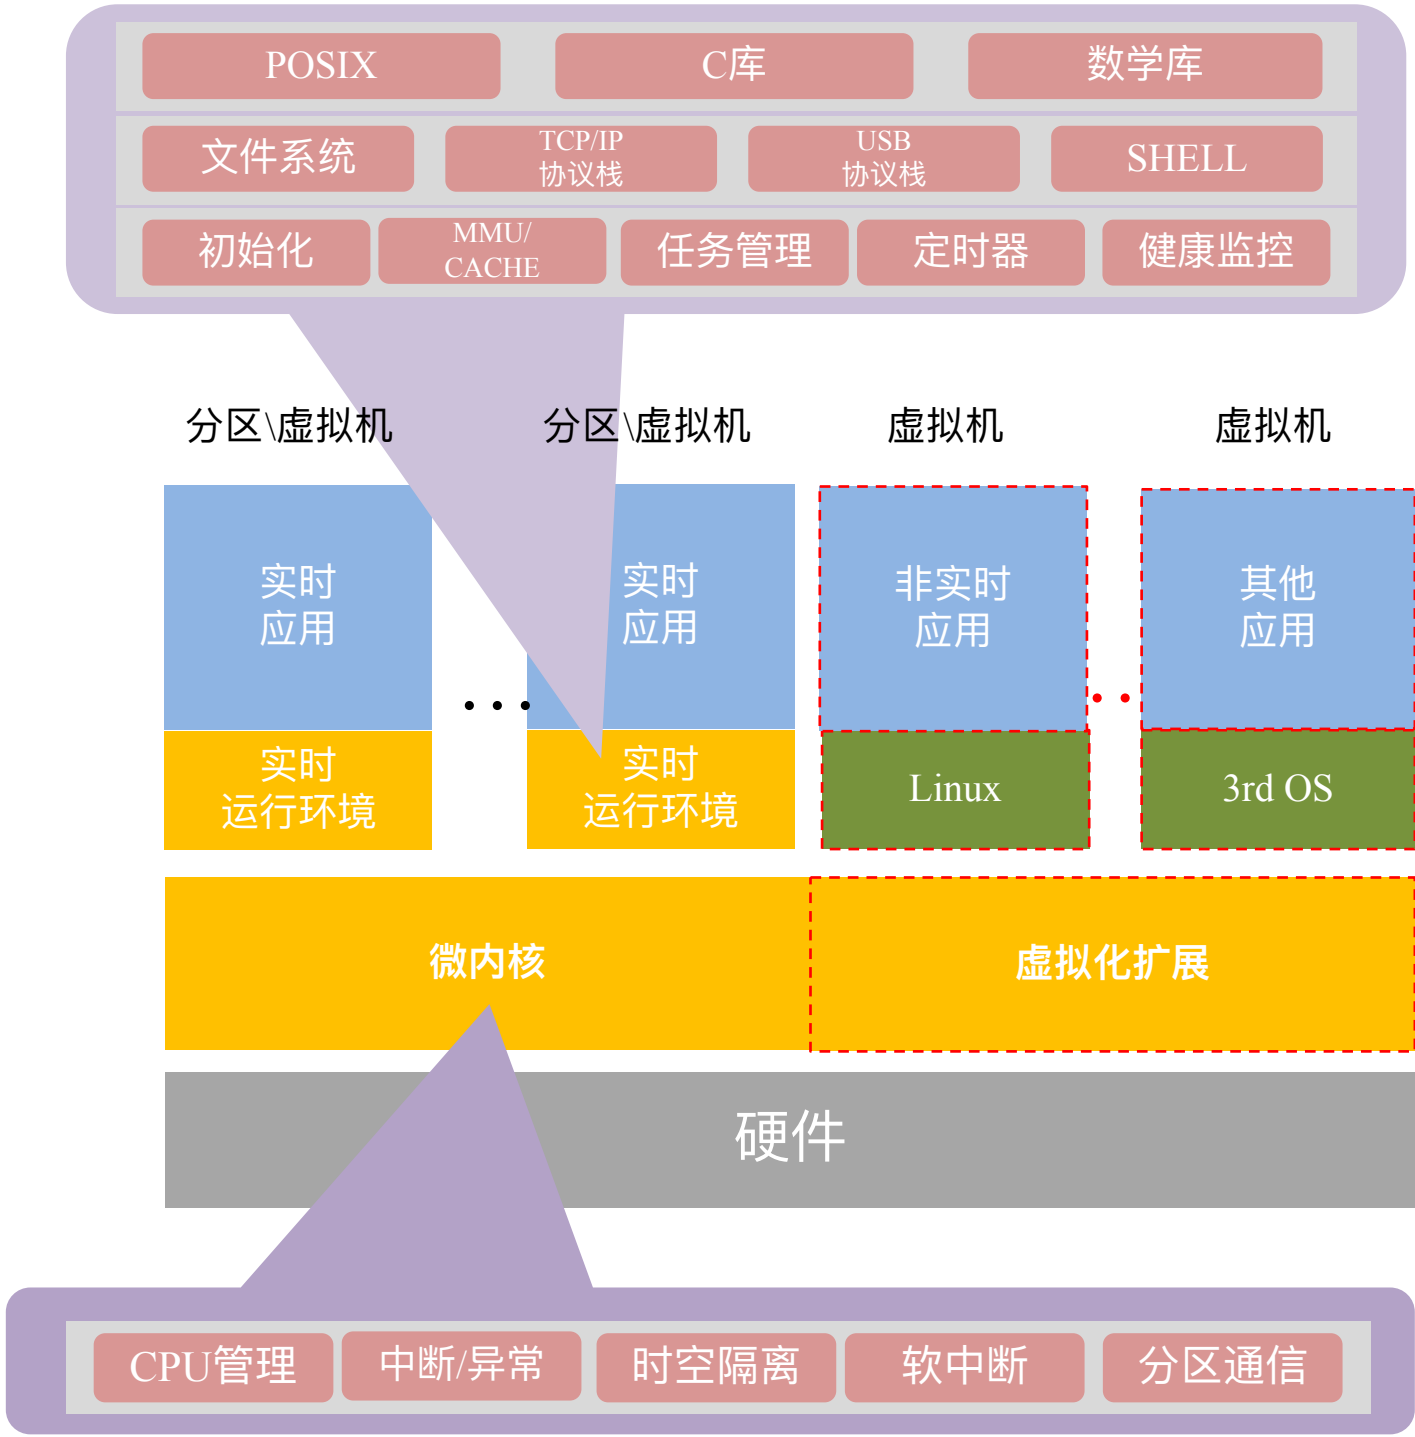 POSIX
C库
数学库
文件系统
TCP/IP
协议栈
USB
协议栈
SHELL
初始化
MMU/
CACHE
任务管理
定时器
健康监控
分区\虚拟机
分区\虚拟机
虚拟机
虚拟机
实时
应用
实时
应用
非实时
应用
其他
应用
...
..
实时
运行环境
实时
运行环境
Linux
3rd OS
微内核
虚拟化扩展
硬件
CPU管理
中断/异常
时空隔离
软中断
分区通信